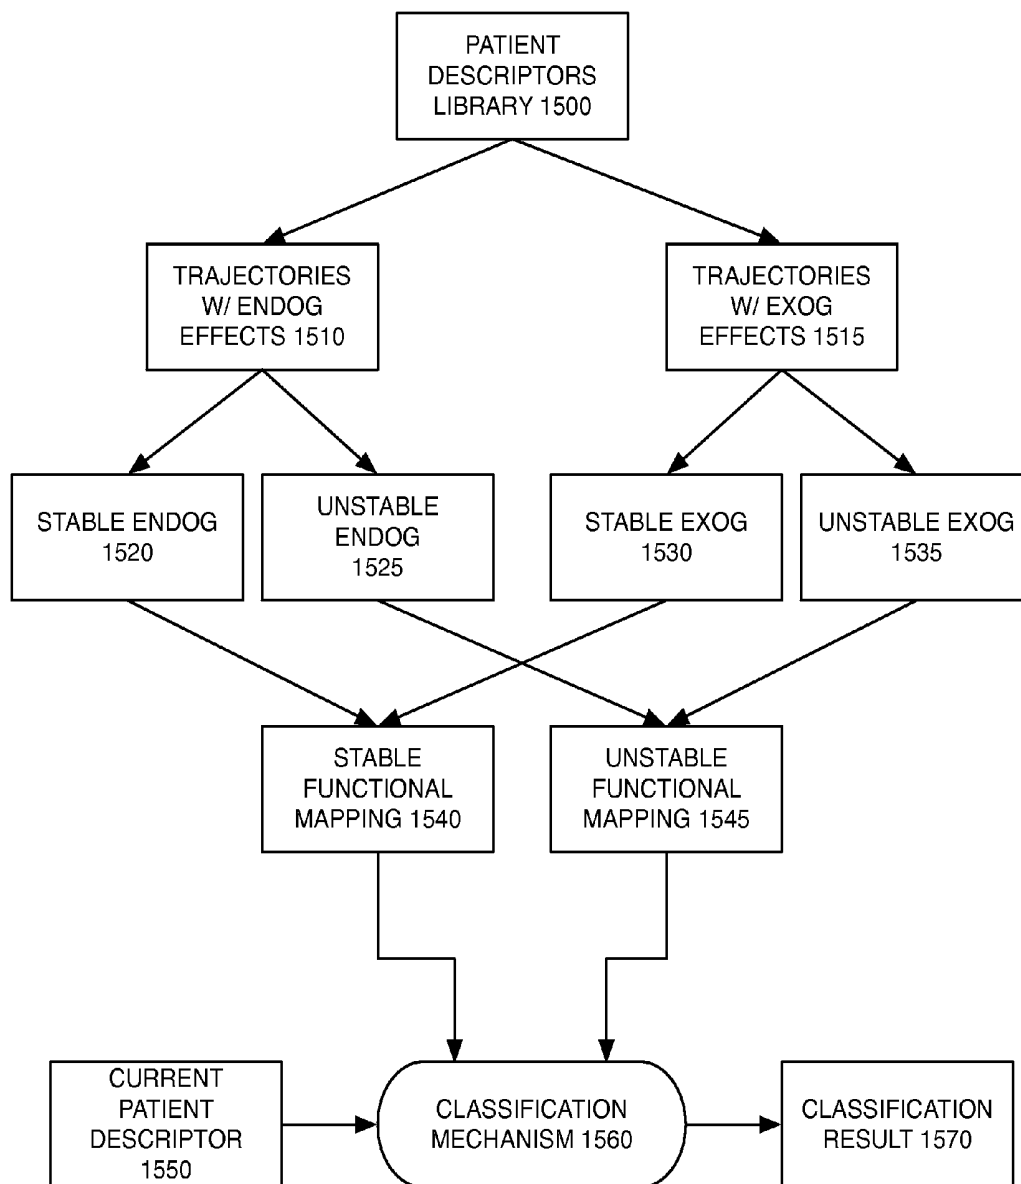 PATIENT
DESCRIPTORS
LIBRARY 1500
TRAJECTORIES
W/ ENDOG
EFFECTS 1510
TRAJECTORIES
W/ EXOG
EFFECTS 1515
STABLE ENDOG
1520
UNSTABLE
ENDOG
1525
STABLE EXOG
1530
UNSTABLE EXOG
1535
STABLE
FUNCTIONAL
MAPPING 1540
UNSTABLE
FUNCTIONAL
MAPPING 1545
CURRENT
PATIENT
DESCRIPTOR
1550
CLASSIFICATION
MECHANISM 1560
CLASSIFICATION
RESULT 1570